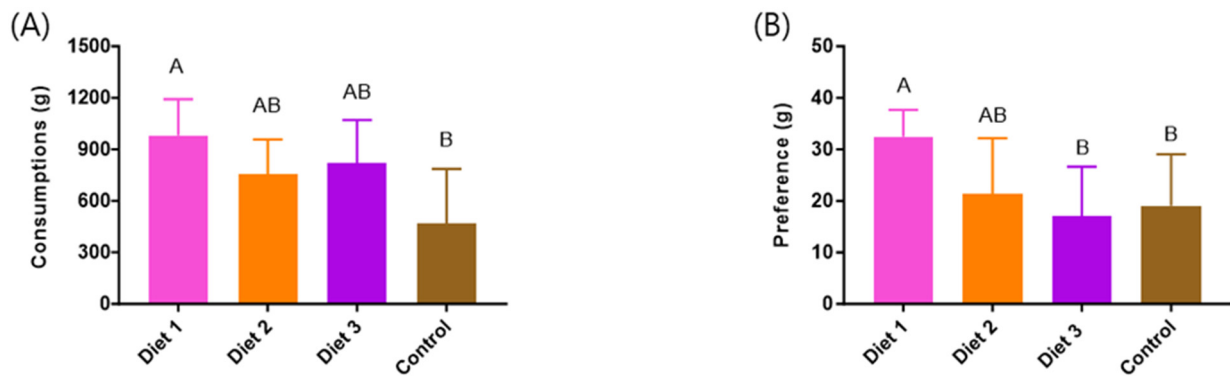 (A)
Consumptions (g)
1500
1200
900
600
300
0
A
AB
AB
B
Diet 1
Diet 2
Diet 3
Control
(B)
Preference (g)
50
40
30
20
10
0
A
AB
B
B
Diet 1
Diet 2
Diet 3
Control